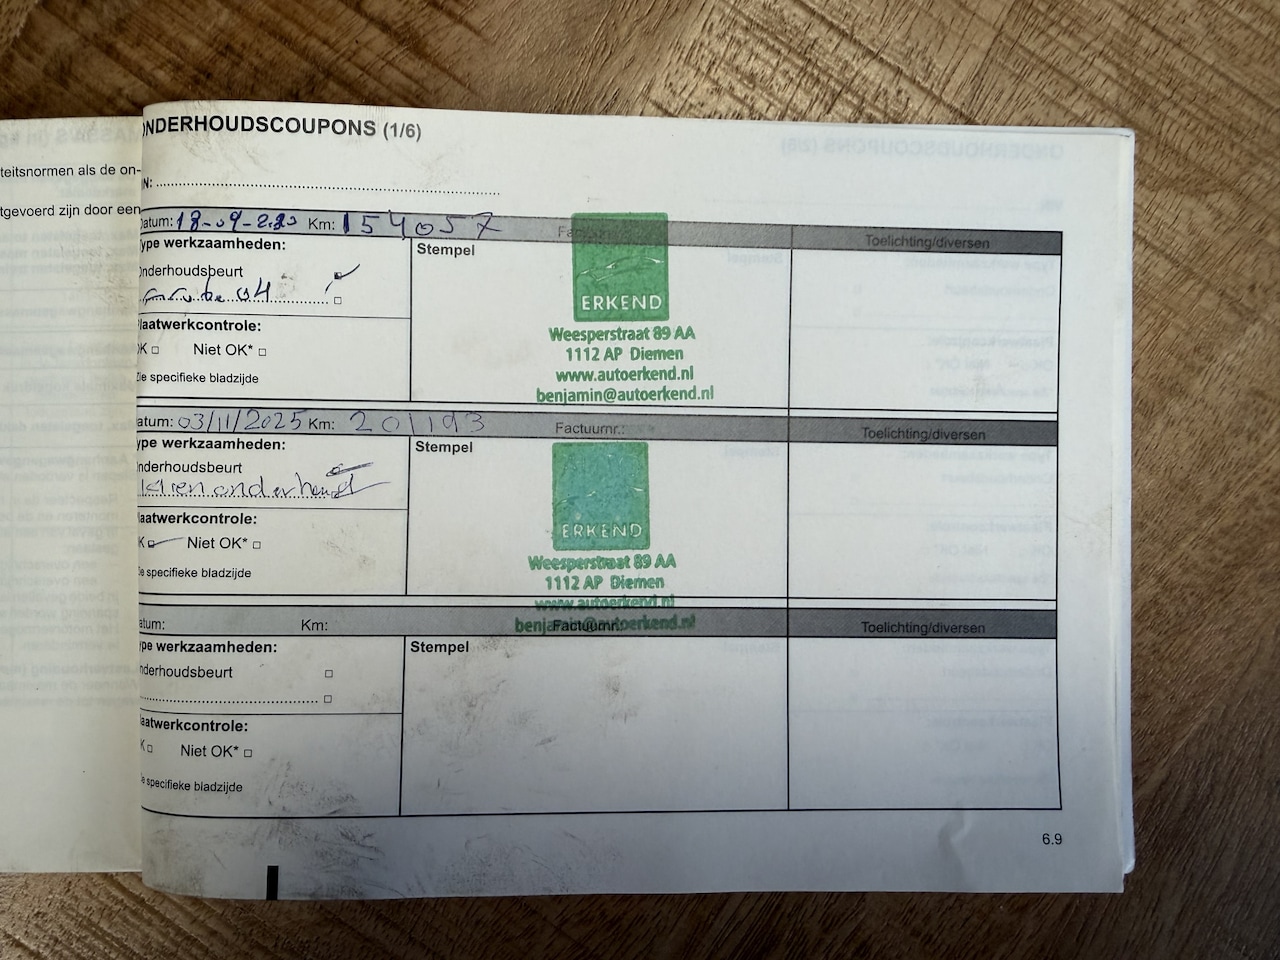 teitsnormen als de on-
tgevoerd zijn door een
ONDERHOUDSCOUPONS (1/6)
IN:
Datum: Km: 154057
Toelichting/diversen
Type werkzaamheden:
Stempel
Onderhoudsbeurt
ERKEND
Plaatwerkcontrole:
OK Niet OK*
Zie specifieke bladzijde
Weesperstraat 89 AA
1112 AP Diemen
www.autoerkend.nl
benjamin@autoerkend.nl
Datum: 03/11/2025 Km: 201193 Factuurnr.: Toelichting/diversen
Type werkzaamheden:
Stempel
Onderhoudsbeurt
klein onderhoud
ERKEND
Plaatwerkcontrole:
OK Niet OK*
Zie specifieke bladzijde
Weesperstraat 89 AA
1112 AP Diemen
www.autoerkend.nl
benjamin@autoerkend.nl
Datum: Km: Factuurnr.: Toelichting/diversen
Type werkzaamheden:
Stempel
Onderhoudsbeurt
Plaatwerkcontrole:
OK Niet OK*
Zie specifieke bladzijde
6.9